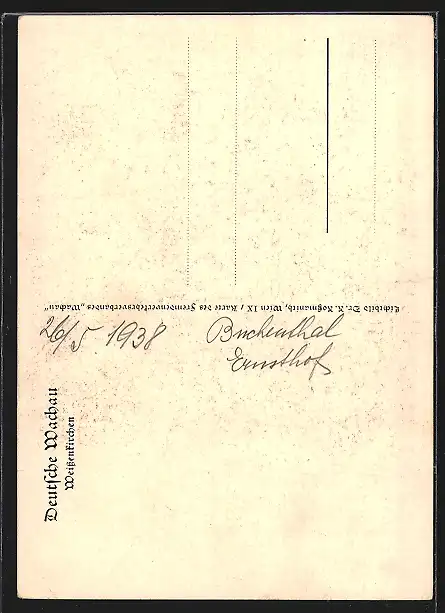 Lichtbild Dr. K. Roßmanith, Wien IX / Karte des Fremdenverkehrsverbandes „Wachau“
26/5. 1938 Buchenthal
Ernsthof
Deutsche Wachau
Weißenkirchen